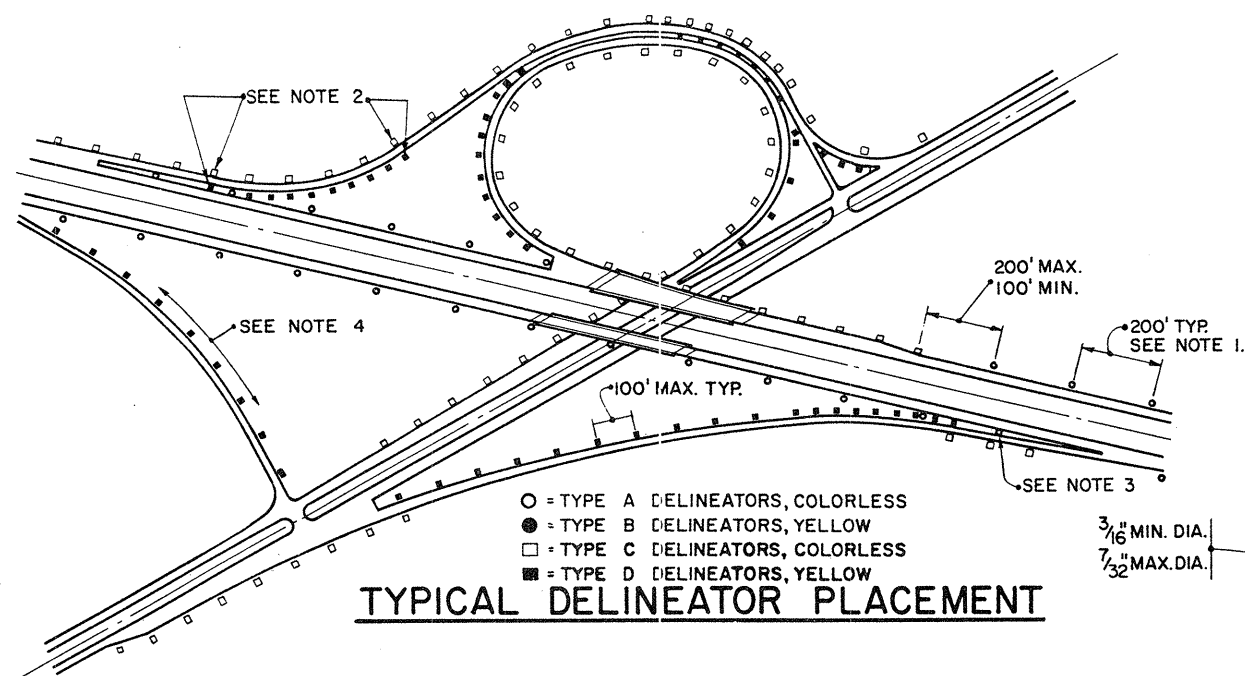 SEE NOTE 2
200' MAX.
100' MIN.
200' TYP.
SEE NOTE 1.
SEE NOTE 4
100' MAX. TYP.
SEE NOTE 3
= TYPE A DELINEATORS, COLORLESS
= TYPE B DELINEATORS, YELLOW
= TYPE C DELINEATORS, COLORLESS
= TYPE D DELINEATORS, YELLOW
3/16" MIN. DIA.
7/32" MAX. DIA.
TYPICAL DELINEATOR PLACEMENT